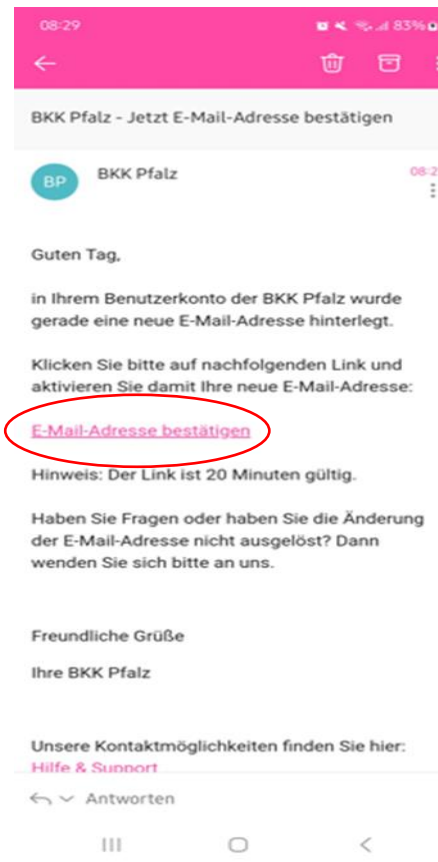 08:29
83%
BKK Pfalz - Jetzt E-Mail-Adresse bestätigen
BP
BKK Pfalz
08:2
Guten Tag,
in Ihrem Benutzerkonto der BKK Pfalz wurde
gerade eine neue E-Mail-Adresse hinterlegt.
Klicken Sie bitte auf nachfolgenden Link und
aktivieren Sie damit Ihre neue E-Mail-Adresse:
E-Mail-Adresse bestätigen
Hinweis: Der Link ist 20 Minuten gültig.
Haben Sie Fragen oder haben Sie die Änderung
der E-Mail-Adresse nicht ausgelöst? Dann
wenden Sie sich bitte an uns.
Freundliche Grüße
Ihre BKK Pfalz
Unsere Kontaktmöglichkeiten finden Sie hier:
Hilfe & Support
Antworten